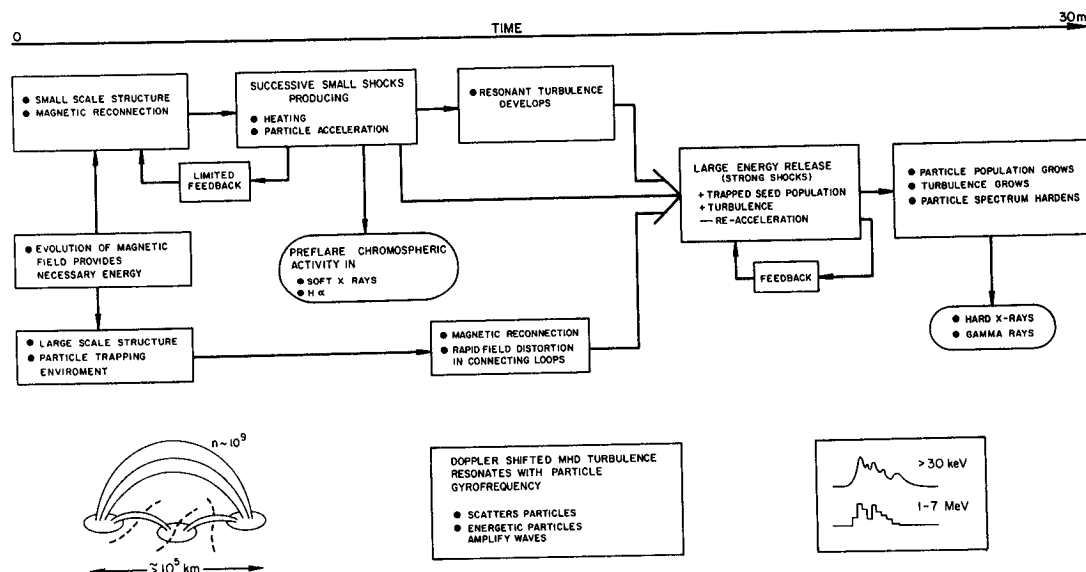 0
TIME
30m
● SMALL SCALE STRUCTURE
● MAGNETIC RECONNECTION
SUCCESSIVE SMALL SHOCKS
PRODUCING
● HEATING
● PARTICLE ACCELERATION
● RESONANT TURBULENCE
DEVELOPS
LIMITED
FEEDBACK
LARGE ENERGY RELEASE
(STRONG SHOCKS)
+ TRAPPED SEED POPULATION
+ TURBULENCE
— RE-ACCELERATION
● PARTICLE POPULATION GROWS
● TURBULENCE GROWS
● PARTICLE SPECTRUM HARDENS
● EVOLUTION OF MAGNETIC
FIELD PROVIDES
NECESSARY ENERGY
PREFLARE CHROMOSPHERIC
ACTIVITY IN
● SOFT X RAYS
● H α
FEEDBACK
● HARD X-RAYS
● GAMMA RAYS
● LARGE SCALE STRUCTURE
● PARTICLE TRAPPING
ENVIROMENT
● MAGNETIC RECONNECTION
● RAPID FIELD DISTORTION
IN CONNECTING LOOPS
n~10⁹
≲ 10⁵ km
DOPPLER SHIFTED MHD TURBULENCE
RESONATES WITH PARTICLE
GYROFREQUENCY
● SCATTERS PARTICLES
● ENERGETIC PARTICLES
AMPLIFY WAVES
>30 keV
1-7 MeV